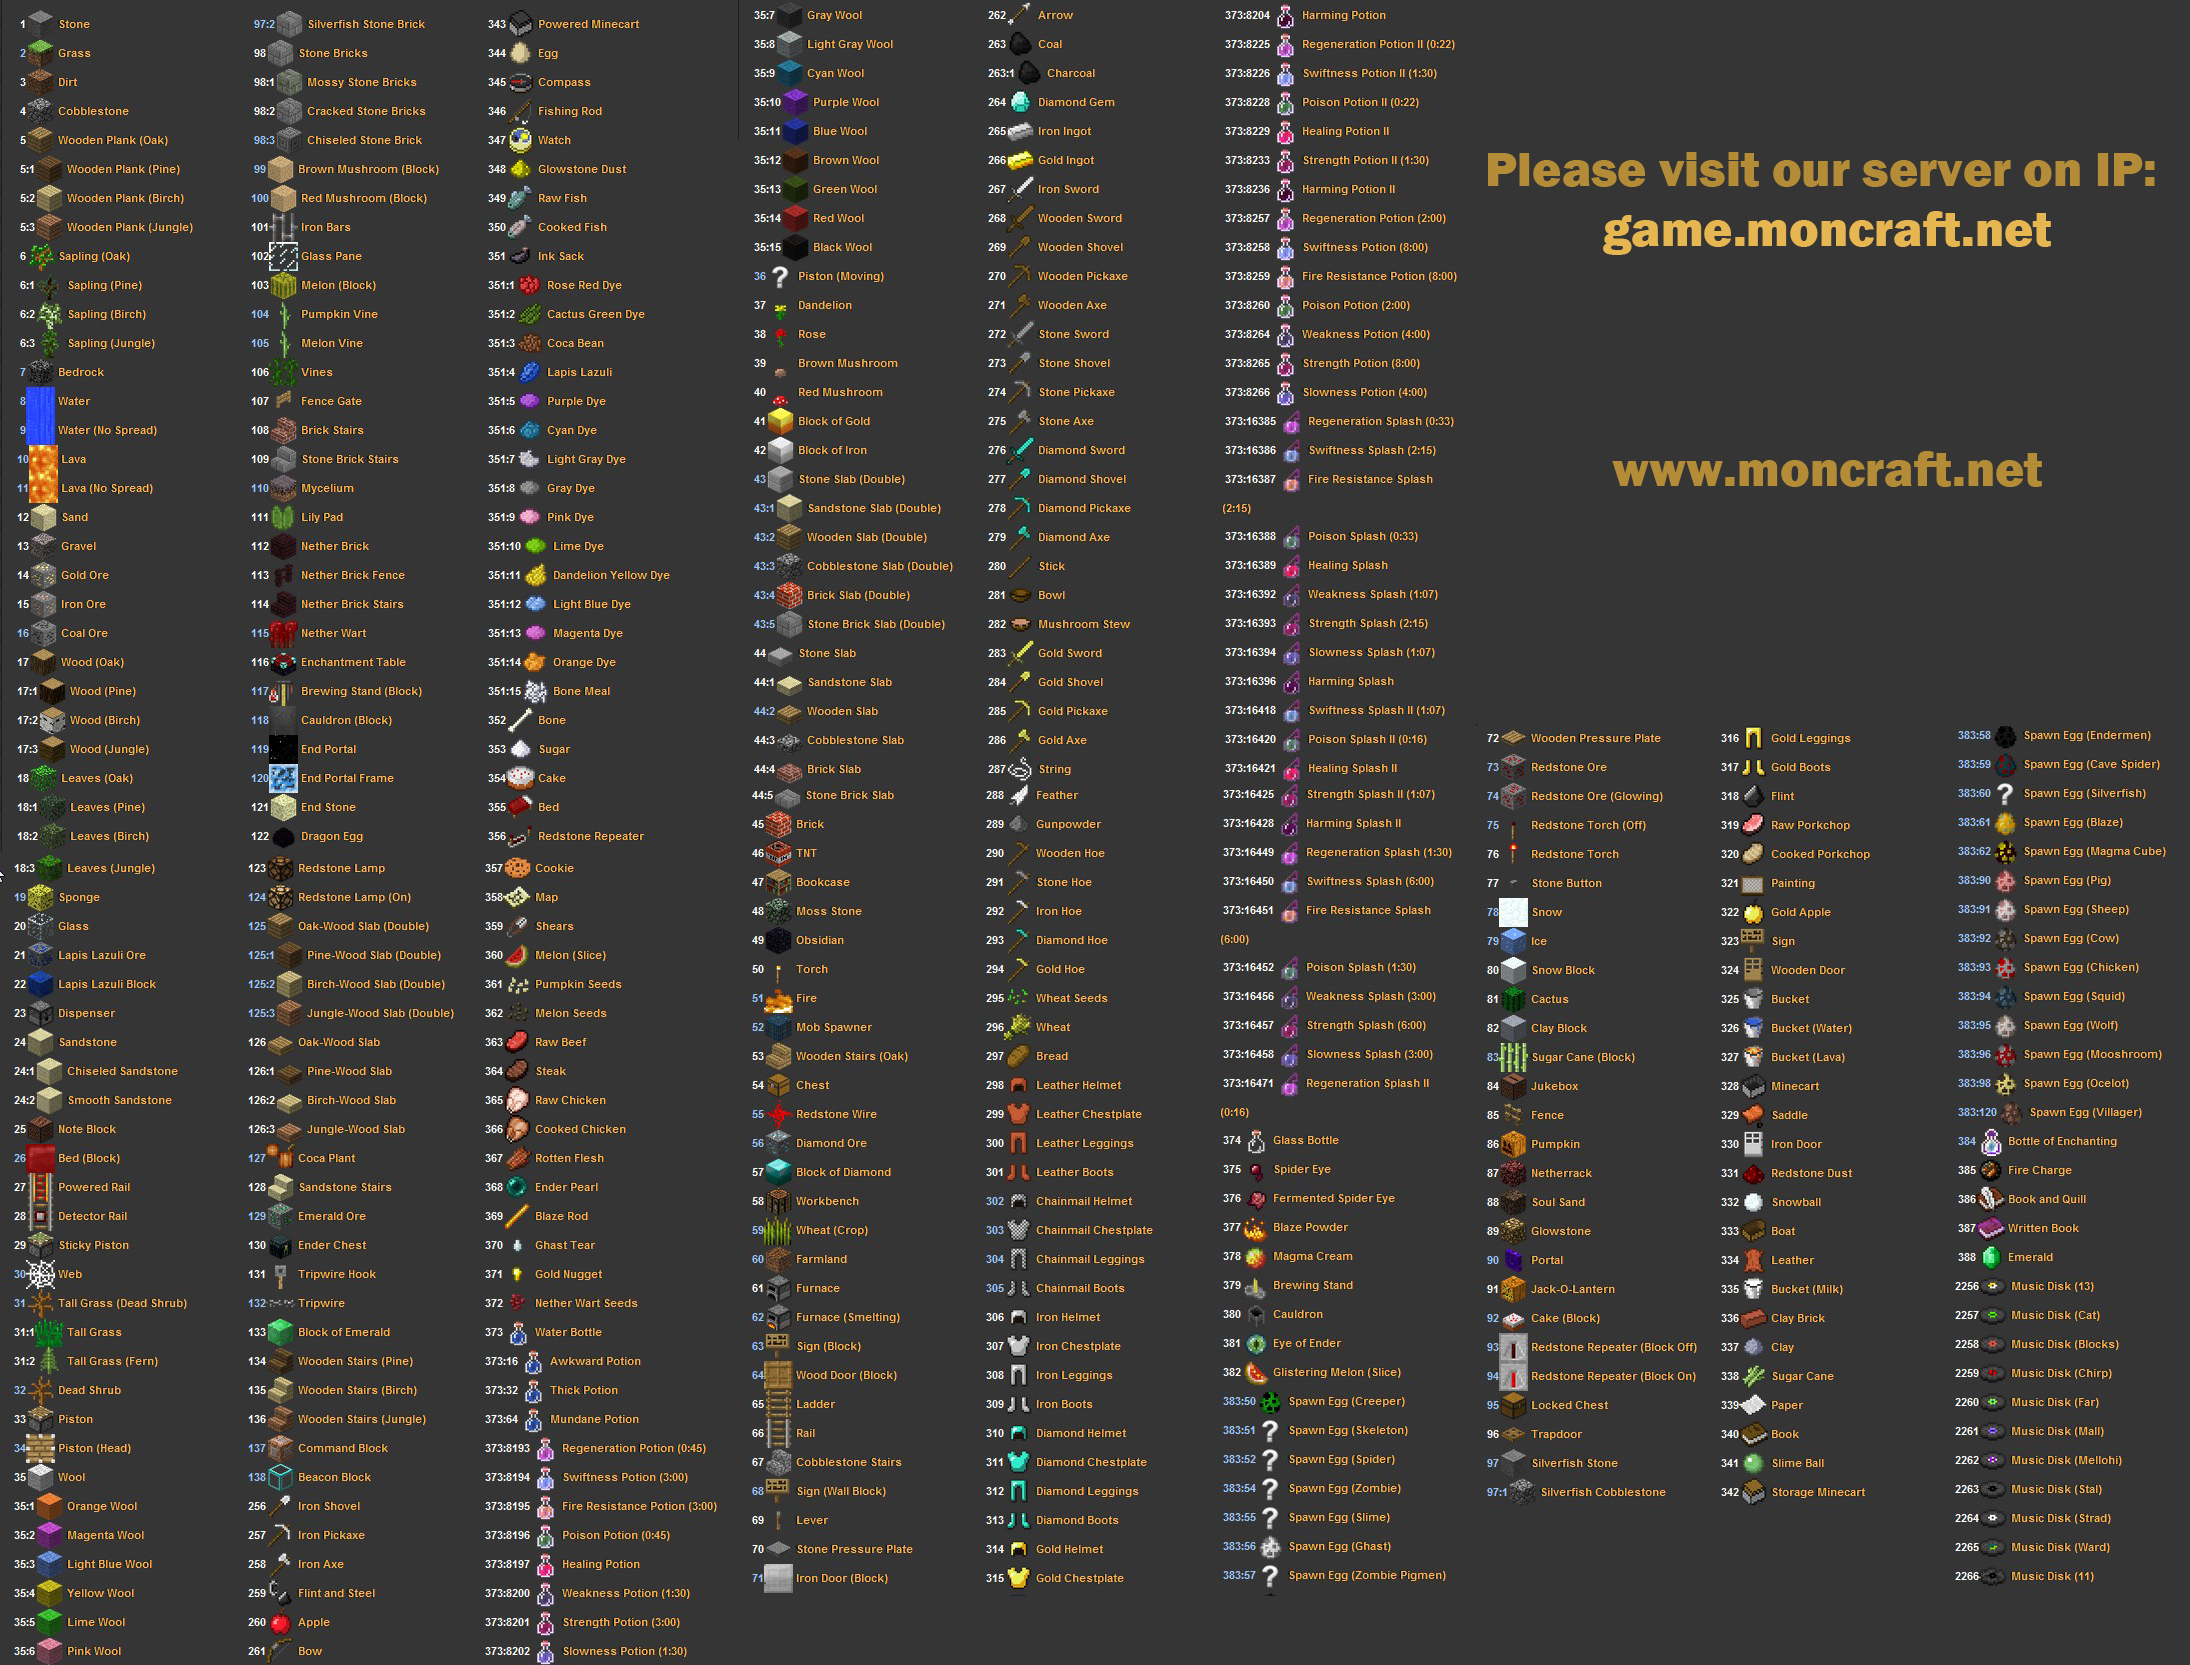 1 Stone
2 Grass
3 Dirt
4 Cobblestone
5 Wooden Plank (Oak)
5:1 Wooden Plank (Pine)
5:2 Wooden Plank (Birch)
5:3 Wooden Plank (Jungle)
6 Sapling (Oak)
6:1 Sapling (Pine)
6:2 Sapling (Birch)
6:3 Sapling (Jungle)
7 Bedrock
8 Water
9 Water (No Spread)
10 Lava
11 Lava (No Spread)
12 Sand
13 Gravel
14 Gold Ore
15 Iron Ore
16 Coal Ore
17 Wood (Oak)
17:1 Wood (Pine)
17:2 Wood (Birch)
17:3 Wood (Jungle)
18 Leaves (Oak)
18:1 Leaves (Pine)
18:2 Leaves (Birch)
18:3 Leaves (Jungle)
19 Sponge
20 Glass
21 Lapis Lazuli Ore
22 Lapis Lazuli Block
23 Dispenser
24 Sandstone
24:1 Chiseled Sandstone
24:2 Smooth Sandstone
25 Note Block
26 Bed (Block)
27 Powered Rail
28 Detector Rail
29 Sticky Piston
30 Web
31 Tall Grass (Dead Shrub)
31:1 Tall Grass
31:2 Tall Grass (Fern)
32 Dead Shrub
33 Piston
34 Piston (Head)
35 Wool
35:1 Orange Wool
35:2 Magenta Wool
35:3 Light Blue Wool
35:4 Yellow Wool
35:5 Lime Wool
35:6 Pink Wool
97:2 Silverfish Stone Brick
98 Stone Bricks
98:1 Mossy Stone Bricks
98:2 Cracked Stone Bricks
98:3 Chiseled Stone Brick
99 Brown Mushroom (Block)
100 Red Mushroom (Block)
101 Iron Bars
102 Glass Pane
103 Melon (Block)
104 Pumpkin Vine
105 Melon Vine
106 Vines
107 Fence Gate
108 Brick Stairs
109 Stone Brick Stairs
110 Mycelium
111 Lily Pad
112 Nether Brick
113 Nether Brick Fence
114 Nether Brick Stairs
115 Nether Wart
116 Enchantment Table
117 Brewing Stand (Block)
118 Cauldron (Block)
119 End Portal
120 End Portal Frame
121 End Stone
122 Dragon Egg
123 Redstone Lamp
124 Redstone Lamp (On)
125 Oak-Wood Slab (Double)
125:1 Pine-Wood Slab (Double)
125:2 Birch-Wood Slab (Double)
125:3 Jungle-Wood Slab (Double)
126 Oak-Wood Slab
126:1 Pine-Wood Slab
126:2 Birch-Wood Slab
126:3 Jungle-Wood Slab
127 Coca Plant
128 Sandstone Stairs
129 Emerald Ore
130 Ender Chest
131 Tripwire Hook
132 Tripwire
133 Block of Emerald
134 Wooden Stairs (Pine)
135 Wooden Stairs (Birch)
136 Wooden Stairs (Jungle)
137 Command Block
138 Beacon Block
256 Iron Shovel
257 Iron Pickaxe
258 Iron Axe
259 Flint and Steel
260 Apple
261 Bow
343 Powered Minecart
344 Egg
345 Compass
346 Fishing Rod
347 Watch
348 Glowstone Dust
349 Raw Fish
350 Cooked Fish
351 Ink Sack
351:1 Rose Red Dye
351:2 Cactus Green Dye
351:3 Coca Bean
351:4 Lapis Lazuli
351:5 Purple Dye
351:6 Cyan Dye
351:7 Light Gray Dye
351:8 Gray Dye
351:9 Pink Dye
351:10 Lime Dye
351:11 Dandelion Yellow Dye
351:12 Light Blue Dye
351:13 Magenta Dye
351:14 Orange Dye
351:15 Bone Meal
352 Bone
353 Sugar
354 Cake
355 Bed
356 Redstone Repeater
357 Cookie
358 Map
359 Shears
360 Melon (Slice)
361 Pumpkin Seeds
362 Melon Seeds
363 Raw Beef
364 Steak
365 Raw Chicken
366 Cooked Chicken
367 Rotten Flesh
368 Ender Pearl
369 Blaze Rod
370 Ghast Tear
371 Gold Nugget
372 Nether Wart Seeds
373 Water Bottle
373:16 Awkward Potion
373:32 Thick Potion
373:64 Mundane Potion
373:8193 Regeneration Potion (0:45)
373:8194 Swiftness Potion (3:00)
373:8195 Fire Resistance Potion (3:00)
373:8196 Poison Potion (0:45)
373:8197 Healing Potion
373:8200 Weakness Potion (1:30)
373:8201 Strength Potion (3:00)
373:8202 Slowness Potion (1:30)
35:7 Gray Wool
35:8 Light Gray Wool
35:9 Cyan Wool
35:10 Purple Wool
35:11 Blue Wool
35:12 Brown Wool
35:13 Green Wool
35:14 Red Wool
35:15 Black Wool
36 Piston (Moving)
37 Dandelion
38 Rose
39 Brown Mushroom
40 Red Mushroom
41 Block of Gold
42 Block of Iron
43 Stone Slab (Double)
43:1 Sandstone Slab (Double)
43:2 Wooden Slab (Double)
43:3 Cobblestone Slab (Double)
43:4 Brick Slab (Double)
43:5 Stone Brick Slab (Double)
44 Stone Slab
44:1 Sandstone Slab
44:2 Wooden Slab
44:3 Cobblestone Slab
44:4 Brick Slab
44:5 Stone Brick Slab
45 Brick
46 TNT
47 Bookcase
48 Moss Stone
49 Obsidian
50 Torch
51 Fire
52 Mob Spawner
53 Wooden Stairs (Oak)
54 Chest
55 Redstone Wire
56 Diamond Ore
57 Block of Diamond
58 Workbench
59 Wheat (Crop)
60 Farmland
61 Furnace
62 Furnace (Smelting)
63 Sign (Block)
64 Wood Door (Block)
65 Ladder
66 Rail
67 Cobblestone Stairs
68 Sign (Wall Block)
69 Lever
70 Stone Pressure Plate
71 Iron Door (Block)
262 Arrow
263 Coal
263:1 Charcoal
264 Diamond Gem
265 Iron Ingot
266 Gold Ingot
267 Iron Sword
268 Wooden Sword
269 Wooden Shovel
270 Wooden Pickaxe
271 Wooden Axe
272 Stone Sword
273 Stone Shovel
274 Stone Pickaxe
275 Stone Axe
276 Diamond Sword
277 Diamond Shovel
278 Diamond Pickaxe
279 Diamond Axe
280 Stick
281 Bowl
282 Mushroom Stew
283 Gold Sword
284 Gold Shovel
285 Gold Pickaxe
286 Gold Axe
287 String
288 Feather
289 Gunpowder
290 Wooden Hoe
291 Stone Hoe
292 Iron Hoe
293 Diamond Hoe
294 Gold Hoe
295 Wheat Seeds
296 Wheat
297 Bread
298 Leather Helmet
299 Leather Chestplate
300 Leather Leggings
301 Leather Boots
302 Chainmail Helmet
303 Chainmail Chestplate
304 Chainmail Leggings
305 Chainmail Boots
306 Iron Helmet
307 Iron Chestplate
308 Iron Leggings
309 Iron Boots
310 Diamond Helmet
311 Diamond Chestplate
312 Diamond Leggings
313 Diamond Boots
314 Gold Helmet
315 Gold Chestplate
373:8204 Harming Potion
373:8225 Regeneration Potion II (0:22)
373:8226 Swiftness Potion II (1:30)
373:8228 Poison Potion II (0:22)
373:8229 Healing Potion II
373:8233 Strength Potion II (1:30)
373:8236 Harming Potion II
373:8257 Regeneration Potion (2:00)
373:8258 Swiftness Potion (8:00)
373:8259 Fire Resistance Potion (8:00)
373:8260 Poison Potion (2:00)
373:8264 Weakness Potion (4:00)
373:8265 Strength Potion (8:00)
373:8266 Slowness Potion (4:00)
373:16385 Regeneration Splash (0:33)
373:16386 Swiftness Splash (2:15)
373:16387 Fire Resistance Splash
(2:15)
373:16388 Poison Splash (0:33)
373:16389 Healing Splash
373:16392 Weakness Splash (1:07)
373:16393 Strength Splash (2:15)
373:16394 Slowness Splash (1:07)
373:16396 Harming Splash
373:16418 Swiftness Splash II (1:07)
373:16420 Poison Splash II (0:16)
373:16421 Healing Splash II
373:16425 Strength Splash II (1:07)
373:16428 Harming Splash II
373:16449 Regeneration Splash (1:30)
373:16450 Swiftness Splash (6:00)
373:16451 Fire Resistance Splash
(6:00)
373:16452 Poison Splash (1:30)
373:16456 Weakness Splash (3:00)
373:16457 Strength Splash (6:00)
373:16458 Slowness Splash (3:00)
373:16471 Regeneration Splash II
(0:16)
374 Glass Bottle
375 Spider Eye
376 Fermented Spider Eye
377 Blaze Powder
378 Magma Cream
379 Brewing Stand
380 Cauldron
381 Eye of Ender
382 Glistering Melon (Slice)
383:50 Spawn Egg (Creeper)
383:51 Spawn Egg (Skeleton)
383:52 Spawn Egg (Spider)
383:54 Spawn Egg (Zombie)
383:55 Spawn Egg (Slime)
383:56 Spawn Egg (Ghast)
383:57 Spawn Egg (Zombie Pigmen)
Please visit our server on IP:
game.moncraft.net
www.moncraft.net
72 Wooden Pressure Plate
73 Redstone Ore
74 Redstone Ore (Glowing)
75 Redstone Torch (Off)
76 Redstone Torch
77 Stone Button
78 Snow
79 Ice
80 Snow Block
81 Cactus
82 Clay Block
83 Sugar Cane (Block)
84 Jukebox
85 Fence
86 Pumpkin
87 Netherrack
88 Soul Sand
89 Glowstone
90 Portal
91 Jack-O-Lantern
92 Cake (Block)
93 Redstone Repeater (Block Off)
94 Redstone Repeater (Block On)
95 Locked Chest
96 Trapdoor
97 Silverfish Stone
97:1 Silverfish Cobblestone
316 Gold Leggings
317 Gold Boots
318 Flint
319 Raw Porkchop
320 Cooked Porkchop
321 Painting
322 Gold Apple
323 Sign
324 Wooden Door
325 Bucket
326 Bucket (Water)
327 Bucket (Lava)
328 Minecart
329 Saddle
330 Iron Door
331 Redstone Dust
332 Snowball
333 Boat
334 Leather
335 Bucket (Milk)
336 Clay Brick
337 Clay
338 Sugar Cane
339 Paper
340 Book
341 Slime Ball
342 Storage Minecart
383:58 Spawn Egg (Endermen)
383:59 Spawn Egg (Cave Spider)
383:60 Spawn Egg (Silverfish)
383:61 Spawn Egg (Blaze)
383:62 Spawn Egg (Magma Cube)
383:90 Spawn Egg (Pig)
383:91 Spawn Egg (Sheep)
383:92 Spawn Egg (Cow)
383:93 Spawn Egg (Chicken)
383:94 Spawn Egg (Squid)
383:95 Spawn Egg (Wolf)
383:96 Spawn Egg (Mooshroom)
383:98 Spawn Egg (Ocelot)
383:120 Spawn Egg (Villager)
384 Bottle of Enchanting
385 Fire Charge
386 Book and Quill
387 Written Book
388 Emerald
2256 Music Disk (13)
2257 Music Disk (Cat)
2258 Music Disk (Blocks)
2259 Music Disk (Chirp)
2260 Music Disk (Far)
2261 Music Disk (Mall)
2262 Music Disk (Mellohi)
2263 Music Disk (Stal)
2264 Music Disk (Strad)
2265 Music Disk (Ward)
2266 Music Disk (11)